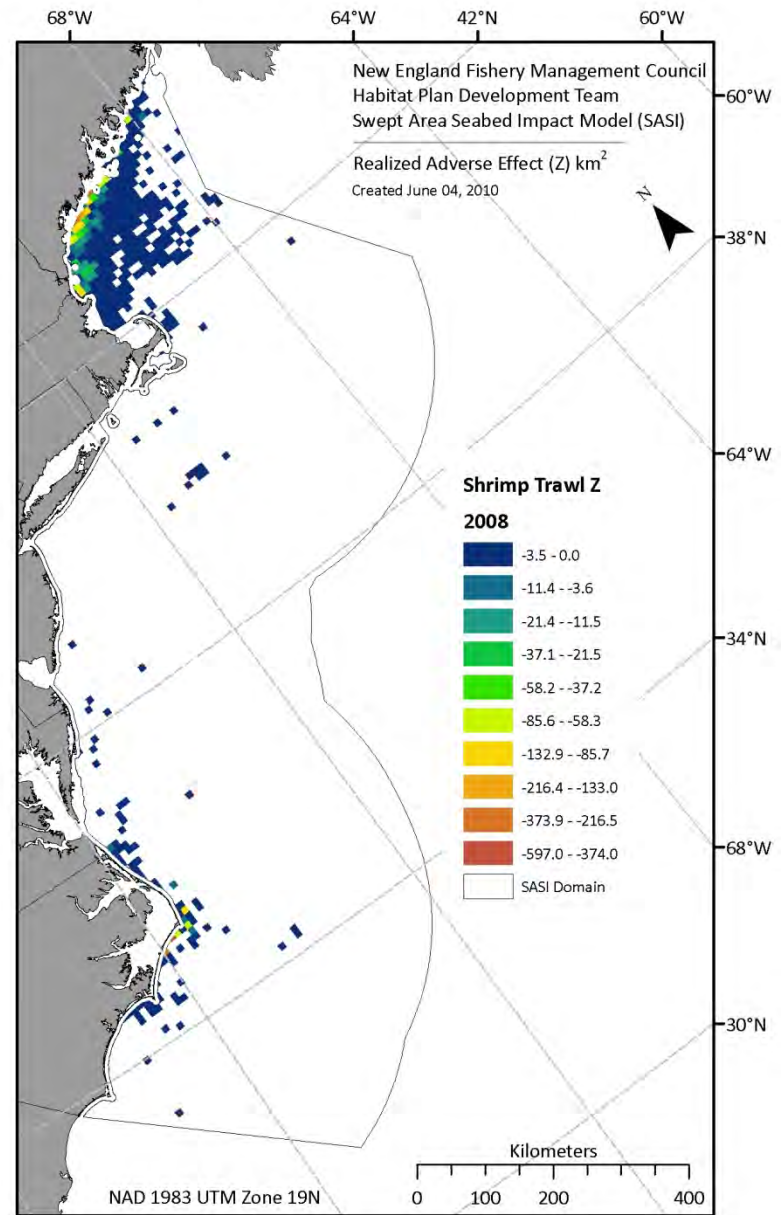 68°W 64°W 42°N 60°W
New England Fishery Management Council
Habitat Plan Development Team
Swept Area Seabed Impact Model (SASI)
Realized Adverse Effect (Z) km²
Created June 04, 2010
N
60°W
38°N
64°W
34°N
68°W
30°N
Shrimp Trawl Z
2008
-3.5 - 0.0
-11.4 - -3.6
-21.4 - -11.5
-37.1 - -21.5
-58.2 - -37.2
-85.6 - -58.3
-132.9 - -85.7
-216.4 - -133.0
-373.9 - -216.5
-597.0 - -374.0
SASI Domain
Kilometers
0 100 200 300 400
NAD 1983 UTM Zone 19N